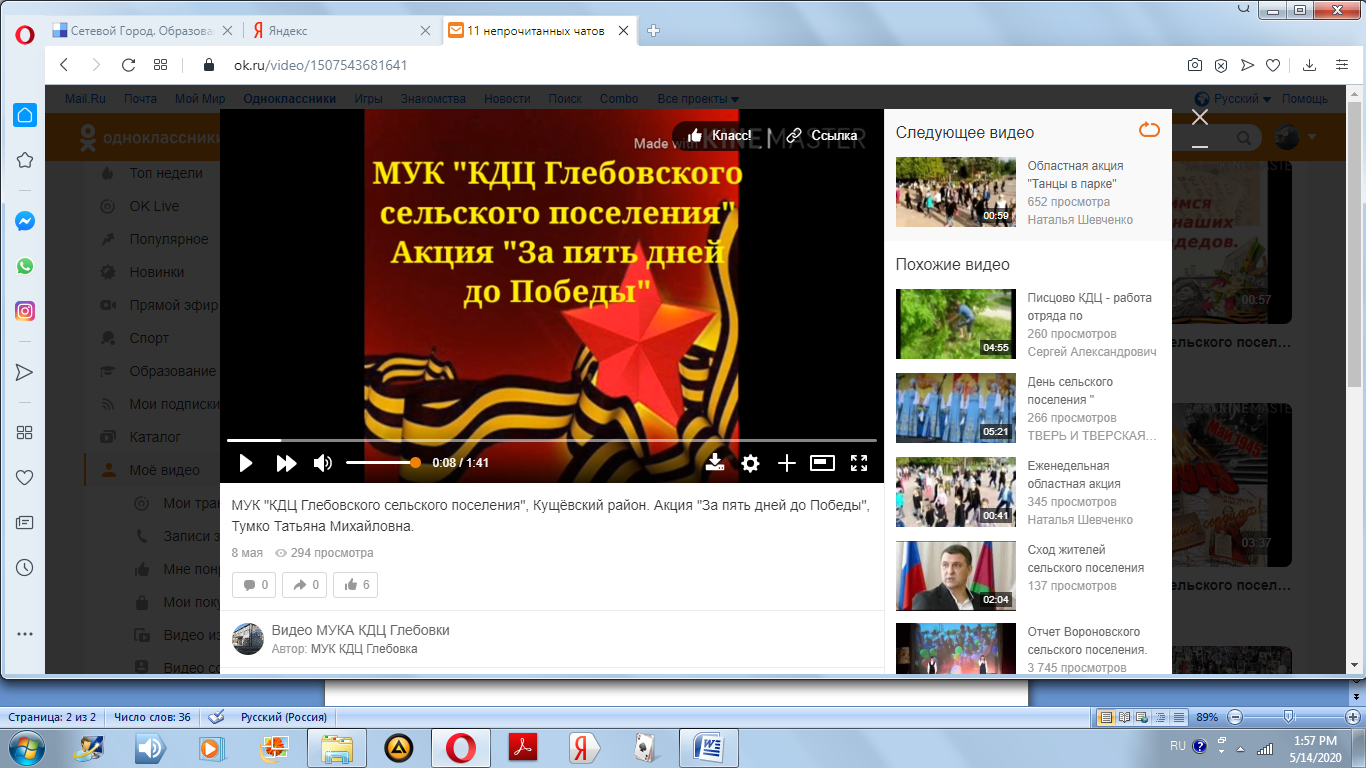 Сетевой Город. Образова
Яндекс
11 непрочитанных чатов
ok.ru/video/1507543681641
Mail.Ru Почта Мой Мир Одноклассники Игры Знакомства Новости Поиск Combo Все проекты
Русский Помощь
одноклассники
Топ недели
OK Live
Популярное
Новинки
Прямой эфир
Спорт
Образование
Мои подписки
Каталог
Моё видео
Мои тран
Записи з
Мне пон
Мои пок
Видео из
Видео со
Made with KINEMASTER
Класс! Ссылка
МУК "КДЦ Глебовского
сельского поселения"
Акция "За пять дней
до Победы"
0:08 / 1:41
МУК "КДЦ Глебовского сельского поселения", Кущёвский район. Акция "За пять дней до Победы",
Тумко Татьяна Михайловна.
8 мая 294 просмотра
0 0 6
Видео МУКА КДЦ Глебовки
Автор: МУК КДЦ Глебовка
Следующее видео
00:59
Областная акция
"Танцы в парке"
652 просмотра
Наталья Шевченко
Похожие видео
04:55
Писцово КДЦ - работа
отряда по
260 просмотров
Сергей Александрович
05:21
День сельского
поселения "
266 просмотров
ТВЕРЬ И ТВЕРСКАЯ...
00:41
Еженедельная
областная акция
345 просмотров
Наталья Шевченко
02:04
Сход жителей
сельского поселения
137 просмотров
Отчет Вороновского
сельского поселения.
3 745 просмотров
имся
наших
дедов.
00:57
сельского посел...
03:37
сельского посел...
Страница: 2 из 2 Число слов: 36 Русский (Россия) 89%
RU
1:57 PM
5/14/2020